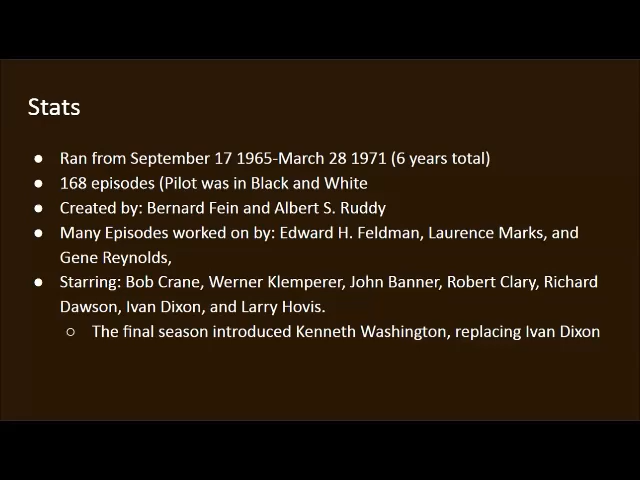 Stats
● Ran from September 17 1965-March 28 1971 (6 years total)
● 168 episodes (Pilot was in Black and White
● Created by: Bernard Fein and Albert S. Ruddy
● Many Episodes worked on by: Edward H. Feldman, Laurence Marks, and
Gene Reynolds,
● Starring: Bob Crane, Werner Klemperer, John Banner, Robert Clary, Richard
Dawson, Ivan Dixon, and Larry Hovis.
○ The final season introduced Kenneth Washington, replacing Ivan Dixon